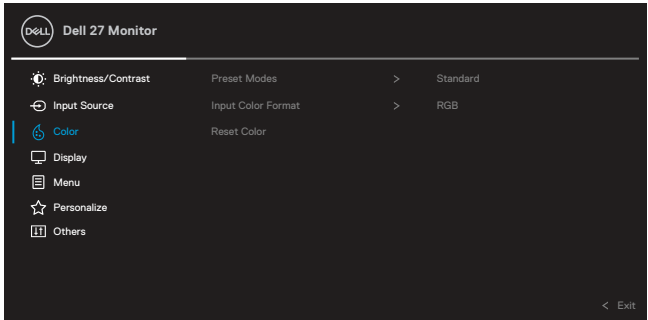 DELL Dell 27 Monitor
Brightness/Contrast Preset Modes > Standard
Input Source Input Color Format > RGB
Color Reset Color
Display
Menu
Personalize
Others
< Exit